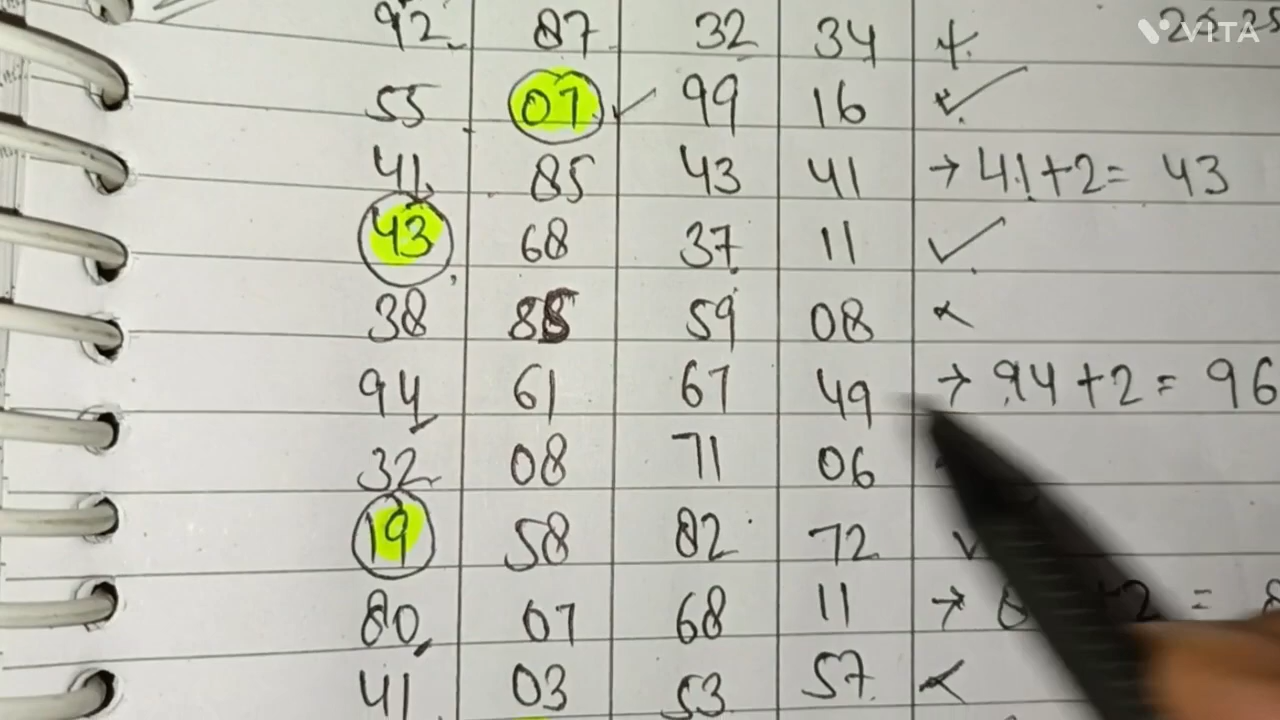 92 87 32 34 x VITA
55 07 ✓ 99 16 ✓
41 85 43 41 → 41+2= 43
43 68 37 11 ✓
38 85 59 08 x
94 61 67 49 → 94+2= 96
32 08 71 06
19 58 82 72
80 07 68 11 → 2 =
41 03 53 57 x